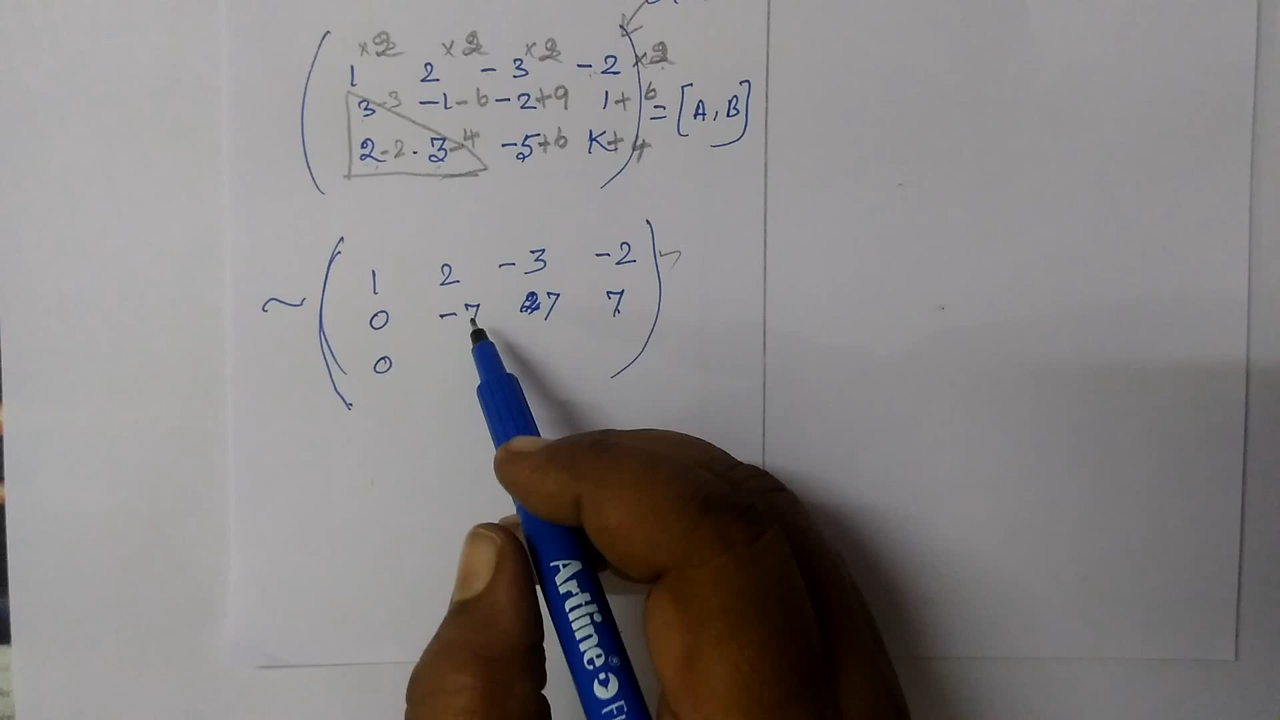 ×2 ×2 ×2 ×2
1 2 -3 -2
3-3 -1-6 -2+9 1+6 = [A, B]
2-2 3-4 -5+6 K+4
~ 1 2 -3 -2
0 -7 7 7
0
Artline